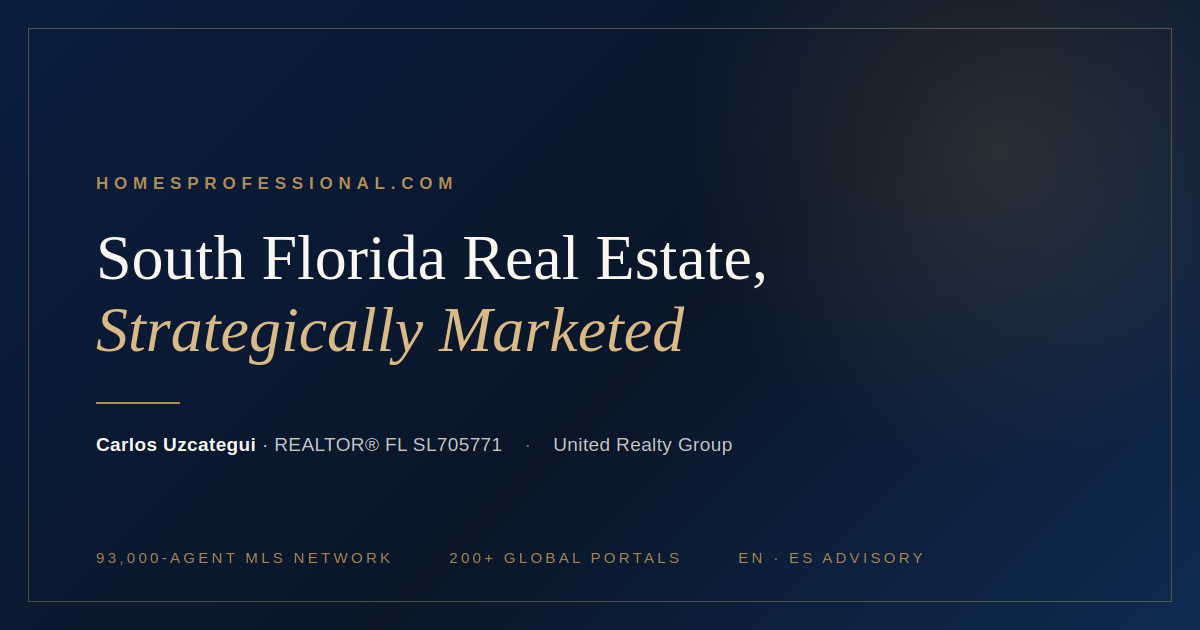 HOMESPROFESSIONAL.COM
South Florida Real Estate,
Strategically Marketed
Carlos Uzcategui · REALTOR® FL SL705771 · United Realty Group
93,000-AGENT MLS NETWORK 200+ GLOBAL PORTALS EN · ES ADVISORY